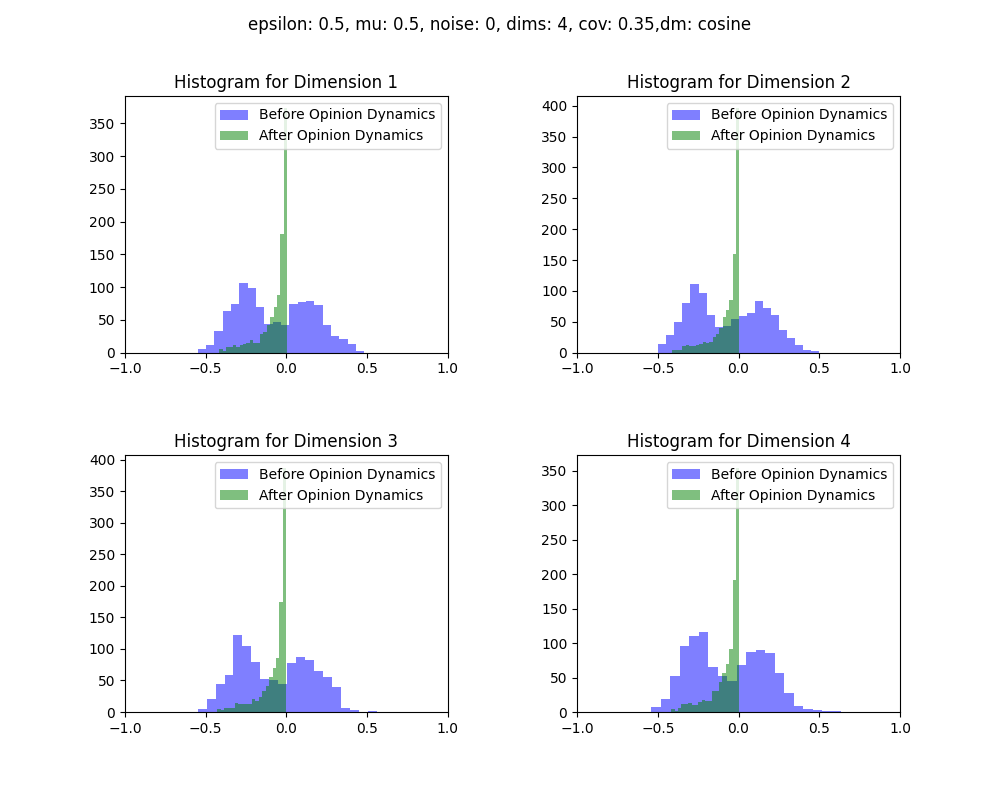 epsilon: 0.5, mu: 0.5, noise: 0, dims: 4, cov: 0.35,dm: cosine
Histogram for Dimension 1
Before Opinion Dynamics
After Opinion Dynamics
350
300
250
200
150
100
50
0
−1.0 −0.5 0.0 0.5 1.0
Histogram for Dimension 2
Before Opinion Dynamics
After Opinion Dynamics
400
350
300
250
200
150
100
50
0
−1.0 −0.5 0.0 0.5 1.0
Histogram for Dimension 3
Before Opinion Dynamics
After Opinion Dynamics
400
350
300
250
200
150
100
50
0
−1.0 −0.5 0.0 0.5 1.0
Histogram for Dimension 4
Before Opinion Dynamics
After Opinion Dynamics
350
300
250
200
150
100
50
0
−1.0 −0.5 0.0 0.5 1.0